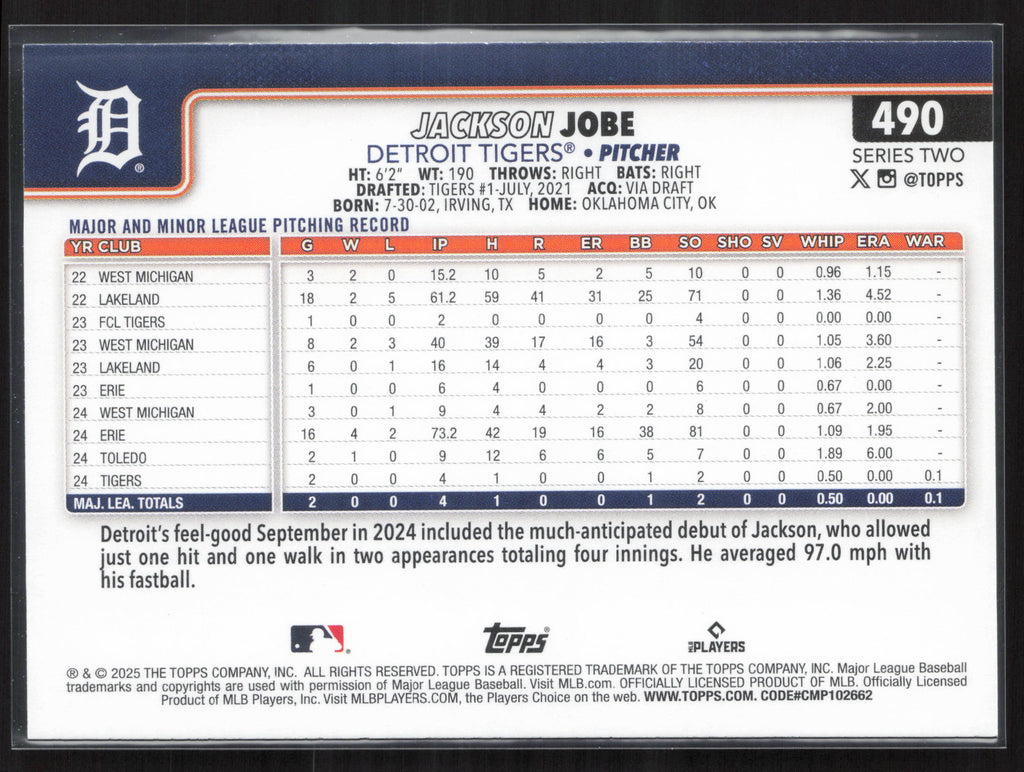 D®
JACKSON JOBE
490
DETROIT TIGERS® • PITCHER
SERIES TWO
HT: 6'2" WT: 190 THROWS: RIGHT BATS: RIGHT
X @TOPPS
DRAFTED: TIGERS #1-JULY, 2021 ACQ: VIA DRAFT
BORN: 7-30-02, IRVING, TX HOME: OKLAHOMA CITY, OK
MAJOR AND MINOR LEAGUE PITCHING RECORD
YR CLUB G W L IP H R ER BB SO SHO SV WHIP ERA WAR
22 WEST MICHIGAN 3 2 0 15.2 10 5 2 5 10 0 0 0.96 1.15 -
22 LAKELAND 18 2 5 61.2 59 41 31 25 71 0 0 1.36 4.52 -
23 FCL TIGERS 1 0 0 2 0 0 0 0 4 0 0 0.00 0.00 -
23 WEST MICHIGAN 8 2 3 40 39 17 16 3 54 0 0 1.05 3.60 -
23 LAKELAND 6 0 1 16 14 4 4 3 20 0 0 1.06 2.25 -
23 ERIE 1 0 0 6 4 0 0 0 6 0 0 0.67 0.00 -
24 WEST MICHIGAN 3 0 1 9 4 4 2 2 8 0 0 0.67 2.00 -
24 ERIE 16 4 2 73.2 42 19 16 38 81 0 0 1.09 1.95 -
24 TOLEDO 2 1 0 9 12 6 6 5 7 0 0 1.89 6.00 -
24 TIGERS 2 0 0 4 1 0 0 1 2 0 0 0.50 0.00 0.1
MAJ. LEA. TOTALS 2 0 0 4 1 0 0 1 2 0 0 0.50 0.00 0.1
Detroit's feel-good September in 2024 included the much-anticipated debut of Jackson, who allowed
just one hit and one walk in two appearances totaling four innings. He averaged 97.0 mph with
his fastball.
Topps® MLB PLAYERS
® & © 2025 THE TOPPS COMPANY, INC. ALL RIGHTS RESERVED. TOPPS IS A REGISTERED TRADEMARK OF THE TOPPS COMPANY, INC. Major League Baseball
trademarks and copyrights are used with permission of Major League Baseball. Visit MLB.com. OFFICIALLY LICENSED PRODUCT OF MLB. Officially Licensed
Product of MLB Players, Inc. Visit MLBPLAYERS.COM, the Players Choice on the web. WWW.TOPPS.COM. CODE#CMP102662